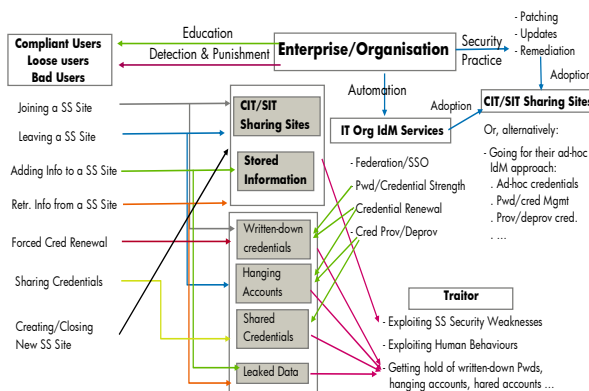 Education
Detection & Punishment
Compliant Users
Loose users
Bad Users
Enterprise/Organisation
Security
Practice
- Patching
- Updates
- Remediation
Adoption
Automation
Adoption
IT Org IdM Services
CIT/SIT Sharing Sites
Or, alternatively:
- Going for their ad-hoc
IdM approach:
. Ad-hoc credentials
. Pwd/cred Mgmt
. Prov/deprov cred.
. ...
Joining a SS Site
Leaving a SS Site
Adding Info to a SS Site
Retr. Info from a SS Site
Forced Cred Renewal
Sharing Credentials
Creating/Closing
New SS Site
CIT/SIT
Sharing Sites
Stored
Information
- Federation/SSO
- Pwd/Credential Strength
- Credential Renewal
- Cred Prov/Deprov
Written-down
credentials
Hanging
Accounts
Shared
Credentials
Leaked Data
Traitor
- Exploiting SS Security Weaknesses
- Exploiting Human Behaviours
- Getting hold of written-down Pwds,
hanging accounts, hared accounts ...